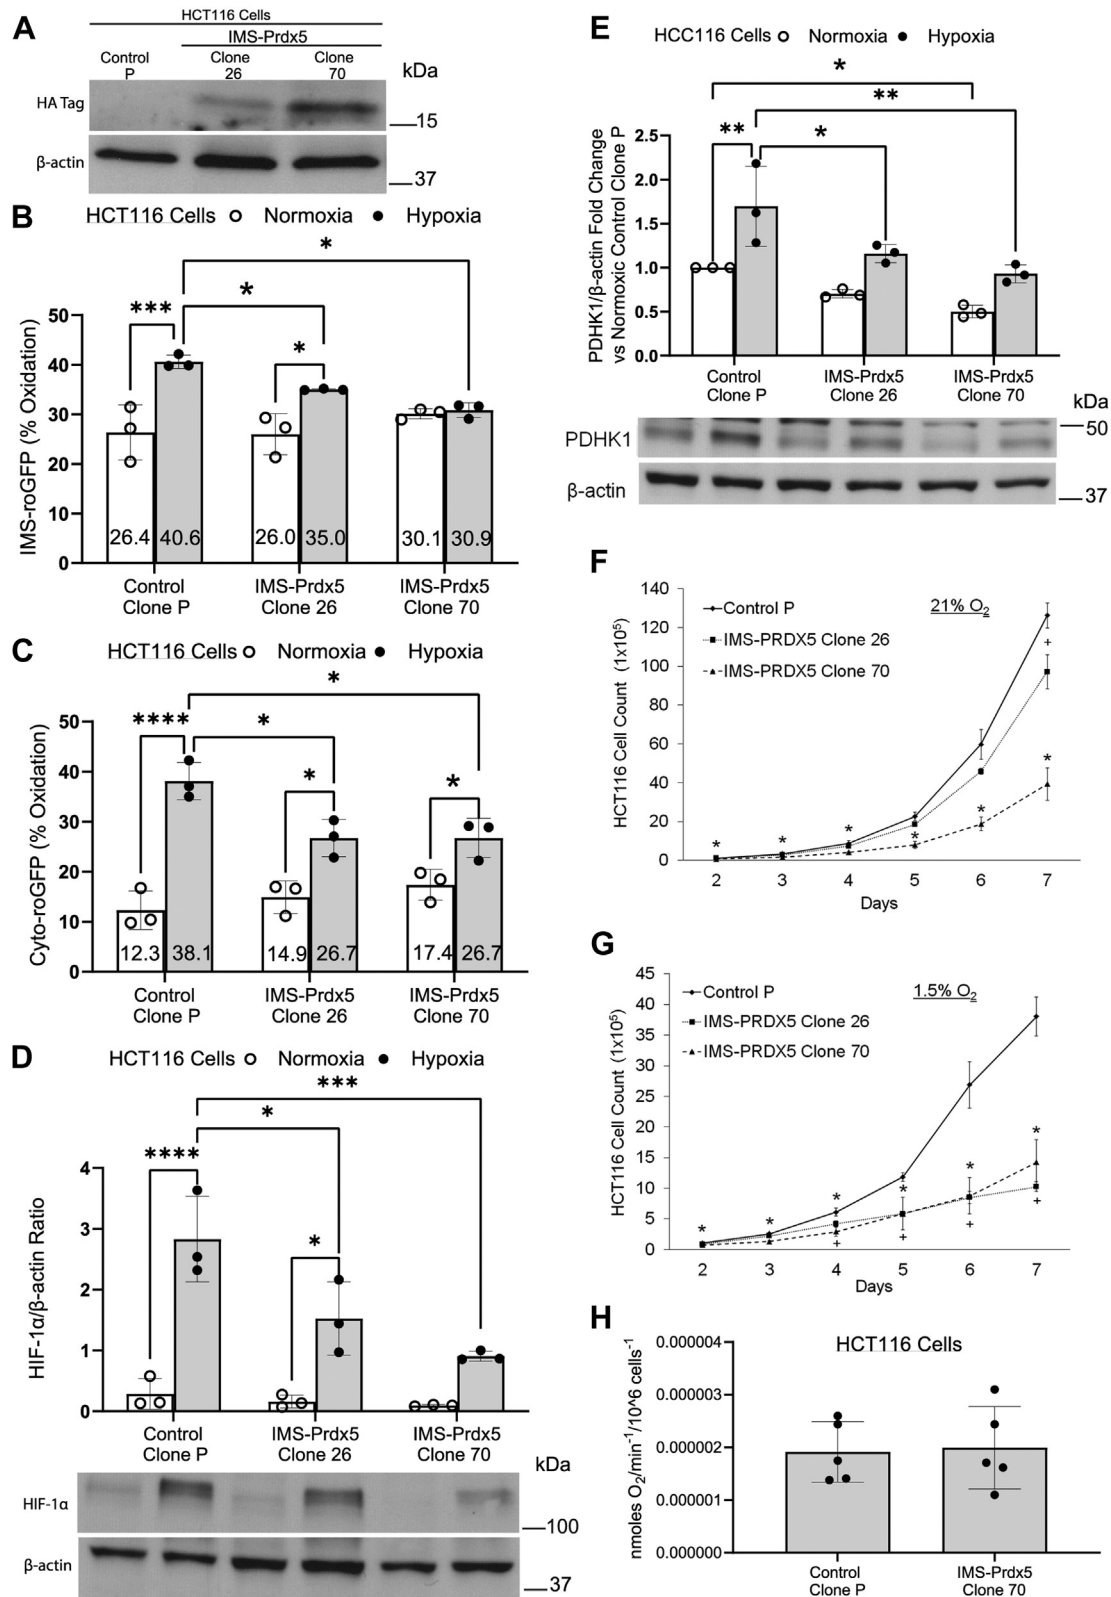 A
HCT116 Cells
IMS-Prdx5
Control P
Clone 26
Clone 70
kDa
HA Tag
15
β-actin
37
B
HCT116 Cells Normoxia Hypoxia
*
***
*
*
IMS-roGFP (% Oxidation)
50
40
30
20
10
0
26.4 40.6 26.0 35.0 30.1 30.9
Control Clone P
IMS-Prdx5 Clone 26
IMS-Prdx5 Clone 70
C
HCT116 Cells Normoxia Hypoxia
*
****
*
*
*
Cyto-roGFP (% Oxidation)
50
40
30
20
10
0
12.3 38.1 14.9 26.7 17.4 26.7
Control Clone P
IMS-Prdx5 Clone 26
IMS-Prdx5 Clone 70
D
HCT116 Cells Normoxia Hypoxia
***
*
****
*
HIF-1α/β-actin Ratio
4
3
2
1
0
Control Clone P
IMS-Prdx5 Clone 26
IMS-Prdx5 Clone 70
kDa
HIF-1α
100
β-actin
37
E
HCC116 Cells Normoxia Hypoxia
*
**
**
*
PDHK1/β-actin Fold Change
vs Normoxic Control Clone P
2.5
2.0
1.5
1.0
0.5
0.0
Control Clone P
IMS-Prdx5 Clone 26
IMS-Prdx5 Clone 70
kDa
PDHK1
50
β-actin
37
F
HCT116 Cell Count (1x10⁵)
140
120
100
80
60
40
20
0
Control P
IMS-PRDX5 Clone 26
IMS-PRDX5 Clone 70
21% O₂
* * * * * * +
2 3 4 5 6 7
Days
G
HCT116 Cell Count (1x10⁵)
45
40
35
30
25
20
15
10
5
0
Control P
IMS-PRDX5 Clone 26
IMS-PRDX5 Clone 70
1.5% O₂
* * * * * *
+ + + +
2 3 4 5 6 7
Days
H
HCT116 Cells
nmoles O₂/min⁻¹/10^6 cells⁻¹
0.000004
0.000003
0.000002
0.000001
0.000000
Control Clone P
IMS-Prdx5 Clone 70